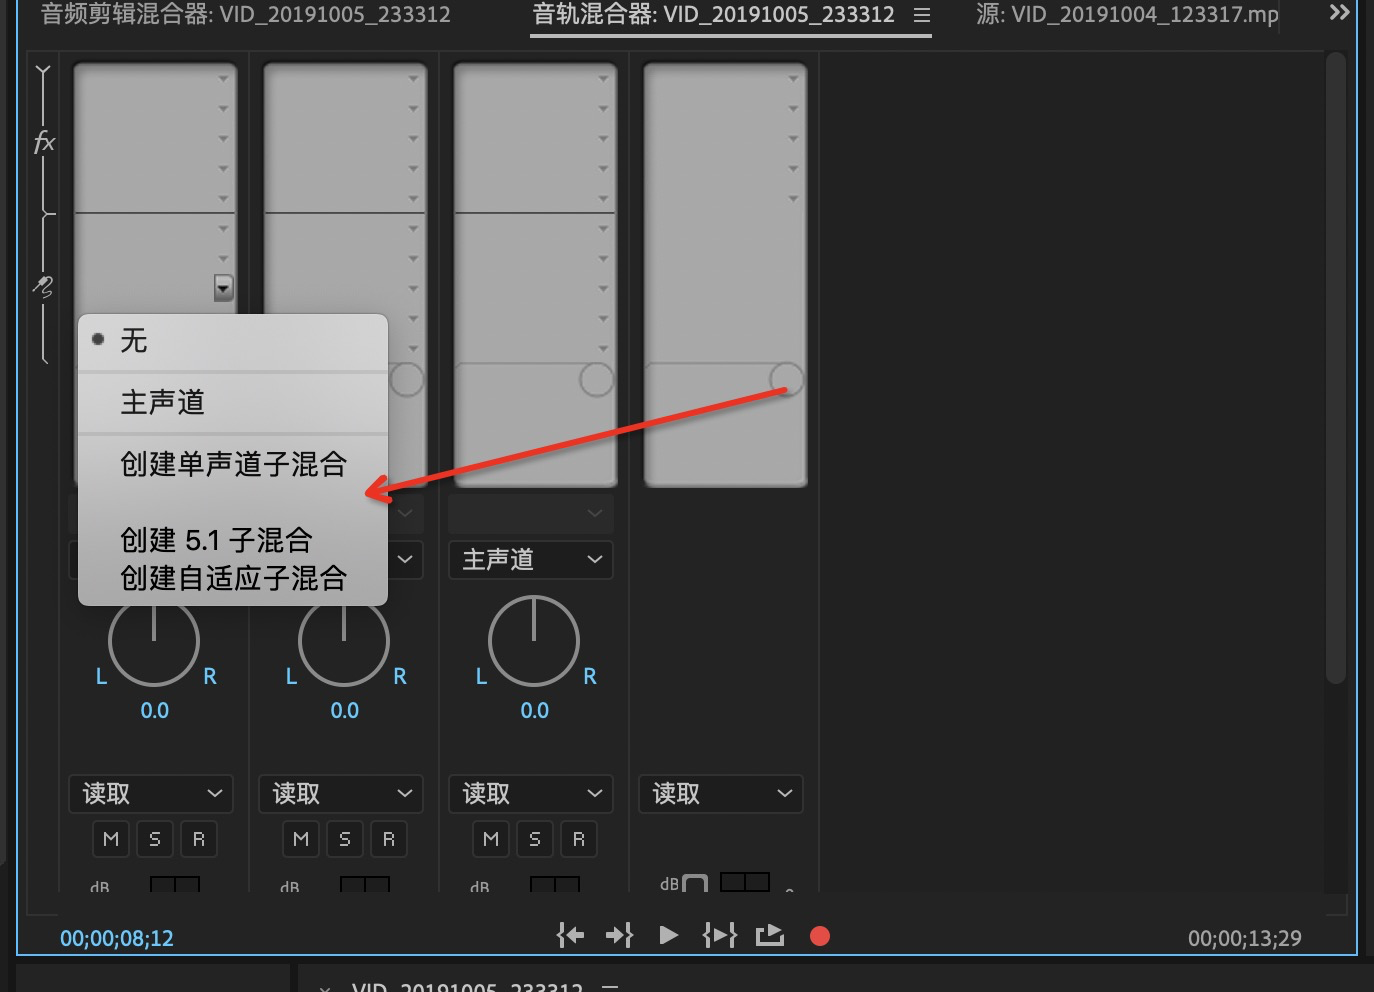 音频剪辑混合器: VID_20191005_233312
音轨混合器: VID_20191005_233312
源: VID_20191004_123317.mp
fx
无
主声道
创建单声道子混合
创建 5.1 子混合
创建自适应子混合
主声道
L R L R L R
0.0 0.0 0.0
读取 读取 读取 读取
M S R M S R M S R
dB dB dB dB
00;00;08;12
00;00;13;29
VID_20191005_233312